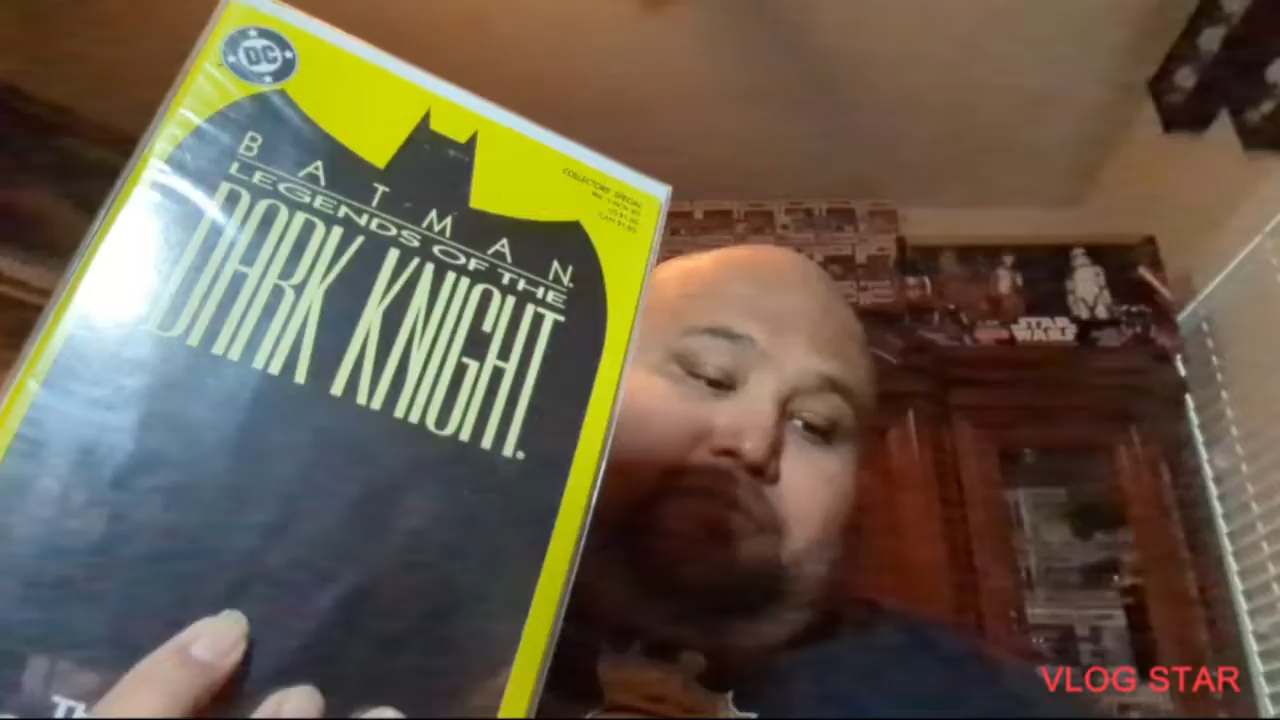 DC
BATMAN
LEGENDS OF THE
DARK KNIGHT.
COLLECTORS' SPECIAL
STAR
WARS
VLOG STAR